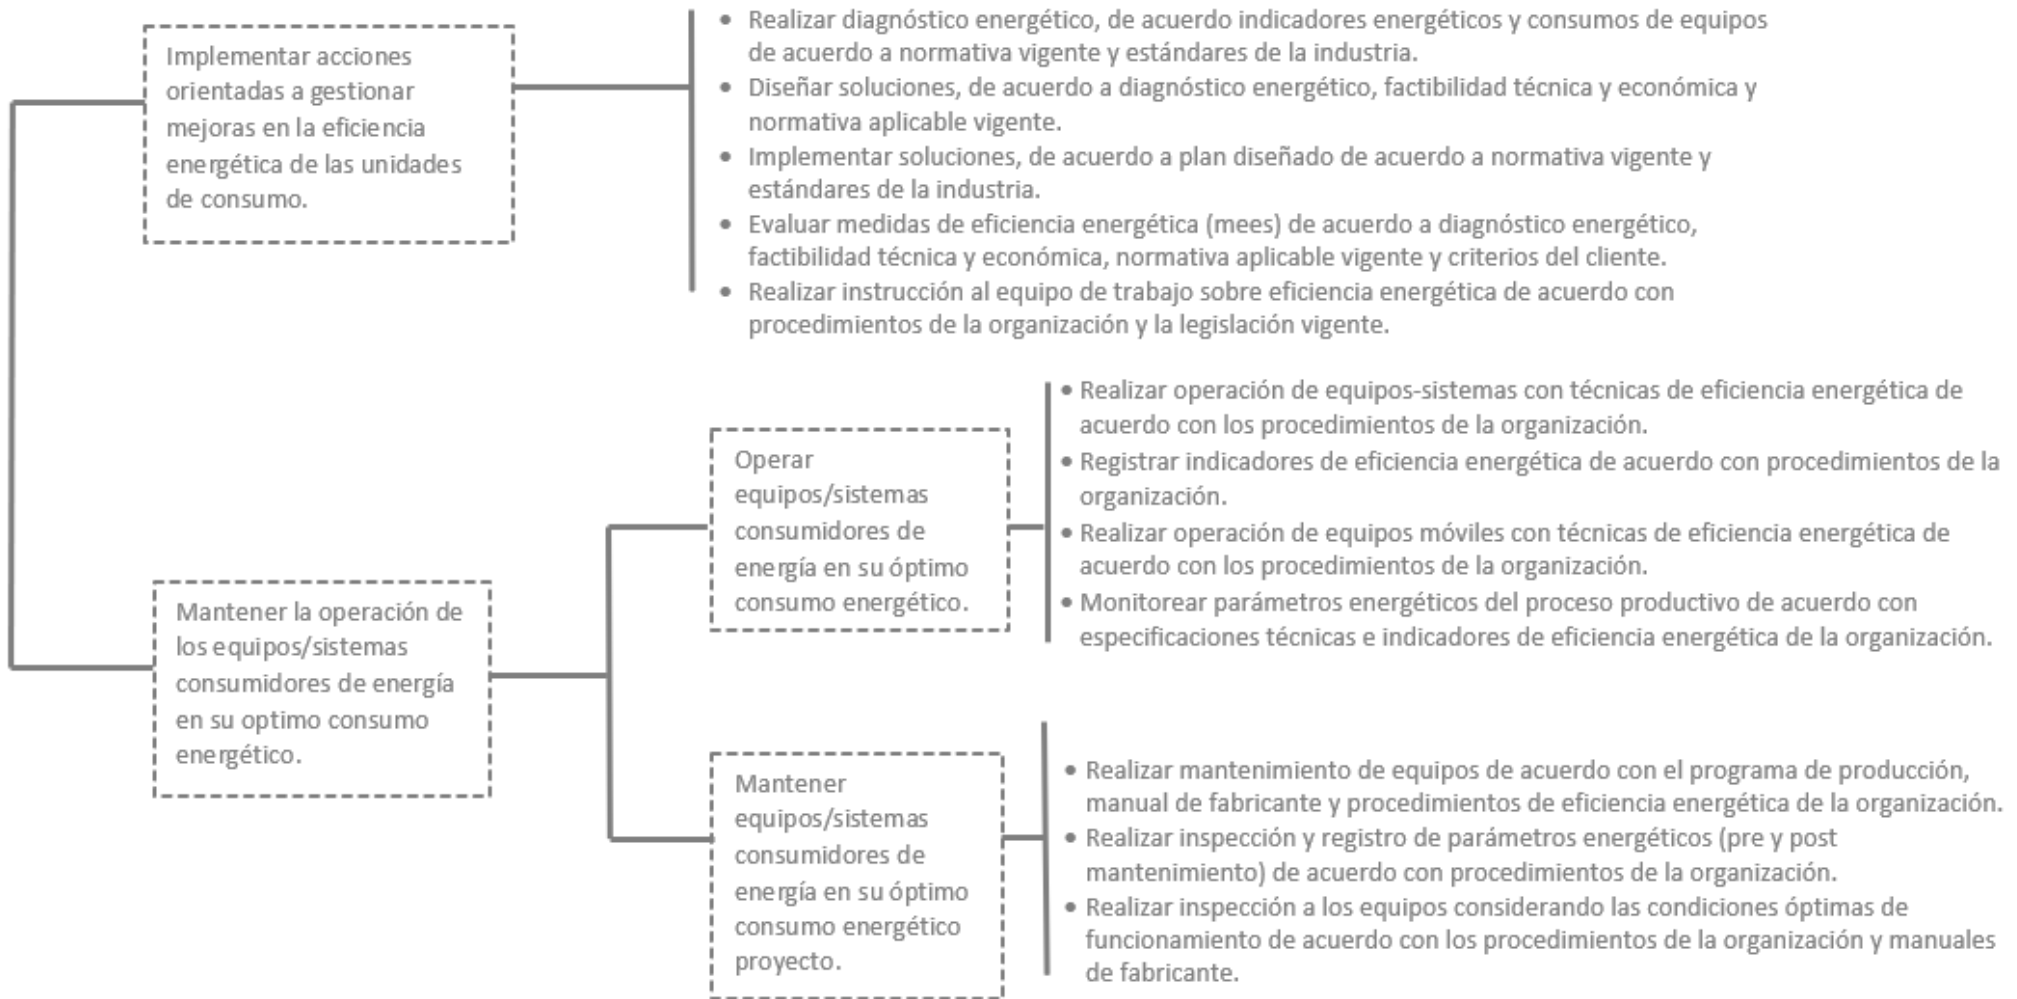 Implementar acciones
orientadas a gestionar
mejoras en la eficiencia
energética de las unidades
de consumo.
• Realizar diagnóstico energético, de acuerdo indicadores energéticos y consumos de equipos
de acuerdo a normativa vigente y estándares de la industria.
• Diseñar soluciones, de acuerdo a diagnóstico energético, factibilidad técnica y económica y
normativa aplicable vigente.
• Implementar soluciones, de acuerdo a plan diseñado de acuerdo a normativa vigente y
estándares de la industria.
• Evaluar medidas de eficiencia energética (mees) de acuerdo a diagnóstico energético,
factibilidad técnica y económica, normativa aplicable vigente y criterios del cliente.
• Realizar instrucción al equipo de trabajo sobre eficiencia energética de acuerdo con
procedimientos de la organización y la legislación vigente.
Mantener la operación de
los equipos/sistemas
consumidores de energía
en su optimo consumo
energético.
Operar
equipos/sistemas
consumidores de
energía en su óptimo
consumo energético.
• Realizar operación de equipos-sistemas con técnicas de eficiencia energética de
acuerdo con los procedimientos de la organización.
• Registrar indicadores de eficiencia energética de acuerdo con procedimientos de la
organización.
• Realizar operación de equipos móviles con técnicas de eficiencia energética de
acuerdo con los procedimientos de la organización.
• Monitorear parámetros energéticos del proceso productivo de acuerdo con
especificaciones técnicas e indicadores de eficiencia energética de la organización.
Mantener
equipos/sistemas
consumidores de
energía en su óptimo
consumo energético
proyecto.
• Realizar mantenimiento de equipos de acuerdo con el programa de producción,
manual de fabricante y procedimientos de eficiencia energética de la organización.
• Realizar inspección y registro de parámetros energéticos (pre y post
mantenimiento) de acuerdo con procedimientos de la organización.
• Realizar inspección a los equipos considerando las condiciones óptimas de
funcionamiento de acuerdo con los procedimientos de la organización y manuales
de fabricante.